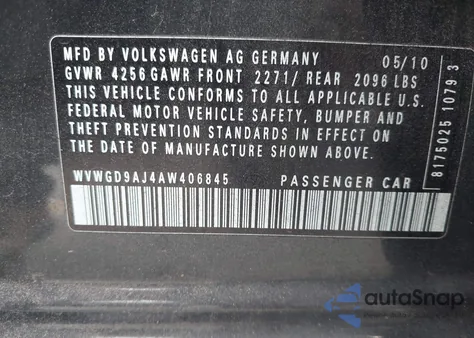 MFD BY VOLKSWAGEN AG GERMANY 05/10
GVWR 4256 GAWR FRONT 2271/ REAR 2096 LBS
THIS VEHICLE CONFORMS TO ALL APPLICABLE U.S.
FEDERAL MOTOR VEHICLE SAFETY, BUMPER AND
THEFT PREVENTION STANDARDS IN EFFECT ON
THE DATE OF MANUFACTURE SHOWN ABOVE.
WVWGD9AJ4AW406845 PASSENGER CAR
8175025 1079 3
autoSnap